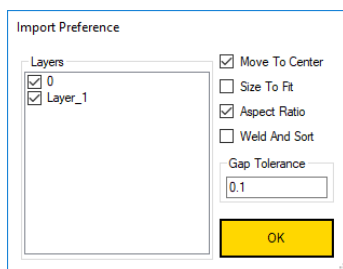 Import Preference
Layers
0
Layer_1
Move To Center
Size To Fit
Aspect Ratio
Weld And Sort
Gap Tolerance
0.1
OK